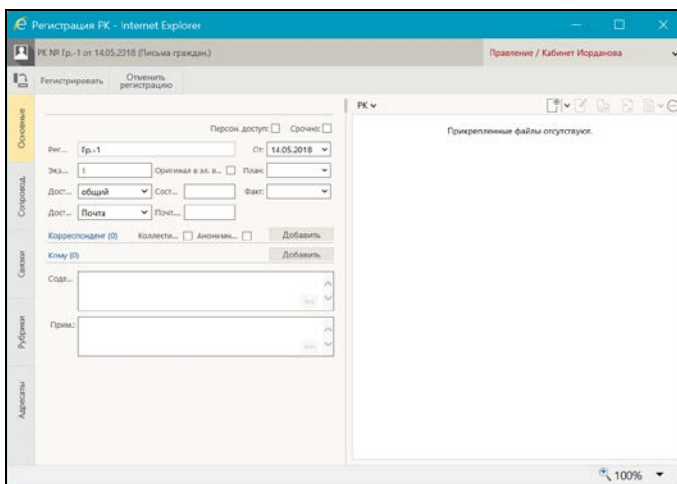 Регистрация РК - Internet Explorer
РК № Гр.-1 от 14.05.2018 (Письма граждан.)
Правление / Кабинет Иорданова
Регистрировать
Отменить
регистрацию
Основные
Сопровод.
Связки
Рубрики
Адресаты
Персон. доступ:
Срочно:
Рег...
Гр.-1
От:
14.05.2018
Экз...
1
Оригинал в эл. в...
План:
Дост...
общий
Сост...
Факт:
Дост...
Почта
Почт...
Корреспондент (0)
Коллекти...
Анонимн...
Добавить
Кому (0)
Добавить
Соде...
Прим.:
РК
Прикрепленные файлы отсутствуют.
100%